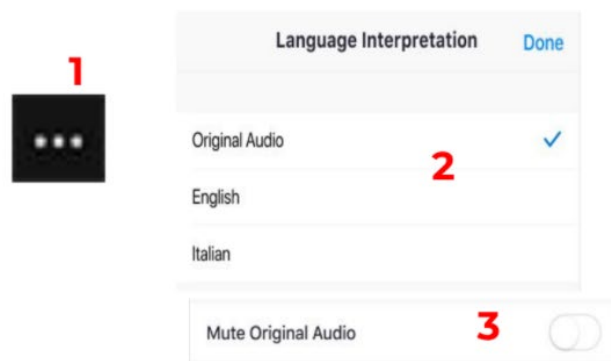 1
Language Interpretation Done
Original Audio
2
English
Italian
Mute Original Audio 3